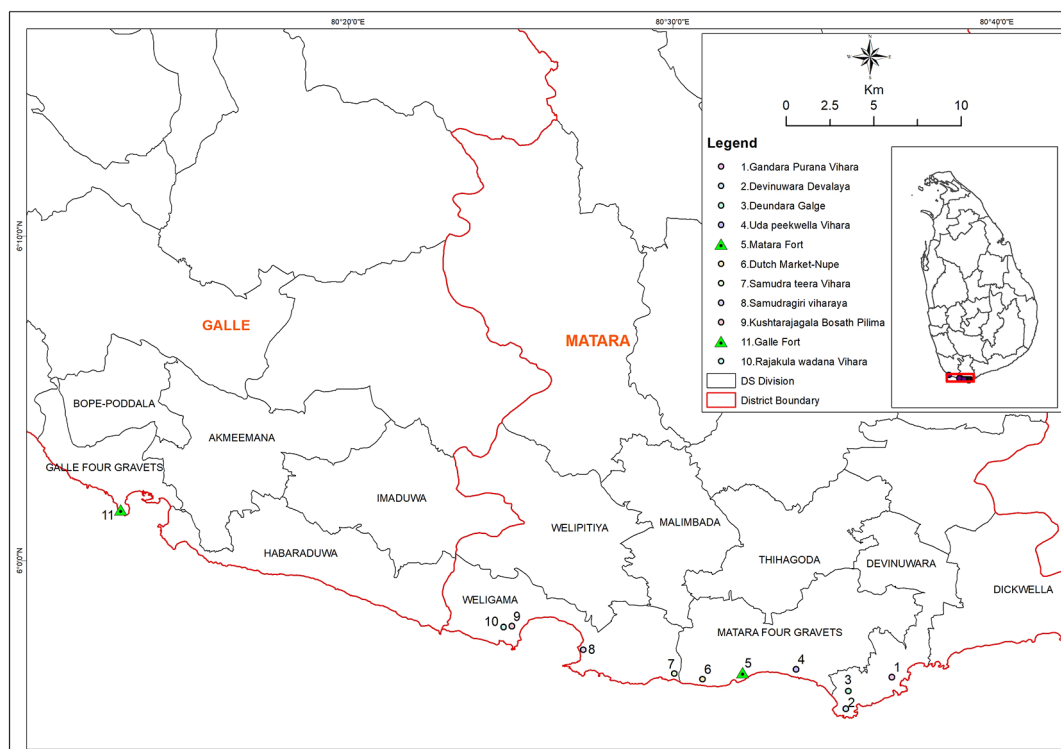 80°20'0"E
80°30'0"E
80°40'0"E
6°10'0"N
6°0'0"N
Km
0 2.5 5 10
Legend
1.Gandara Purana Vihara
2.Devinuwara Devalaya
3.Deundara Galge
4.Uda peekwella Vihara
5.Matara Fort
6.Dutch Market-Nupe
7.Samudra teera Vihara
8.Samudragiri viharaya
9.Kushtarajagala Bosath Pilima
11.Galle Fort
10.Rajakula wadana Vihara
DS Division
District Boundary
GALLE
MATARA
BOPE-PODDALA
AKMEEMANA
GALLE FOUR GRAVETS
IMADUWA
HABARADUWA
WELIPITIYA
MALIMBADA
THIHAGODA
DEVINUWARA
DICKWELLA
WELIGAMA
MATARA FOUR GRAVETS
11
10
9
8
7
6
5
4
3
2
1